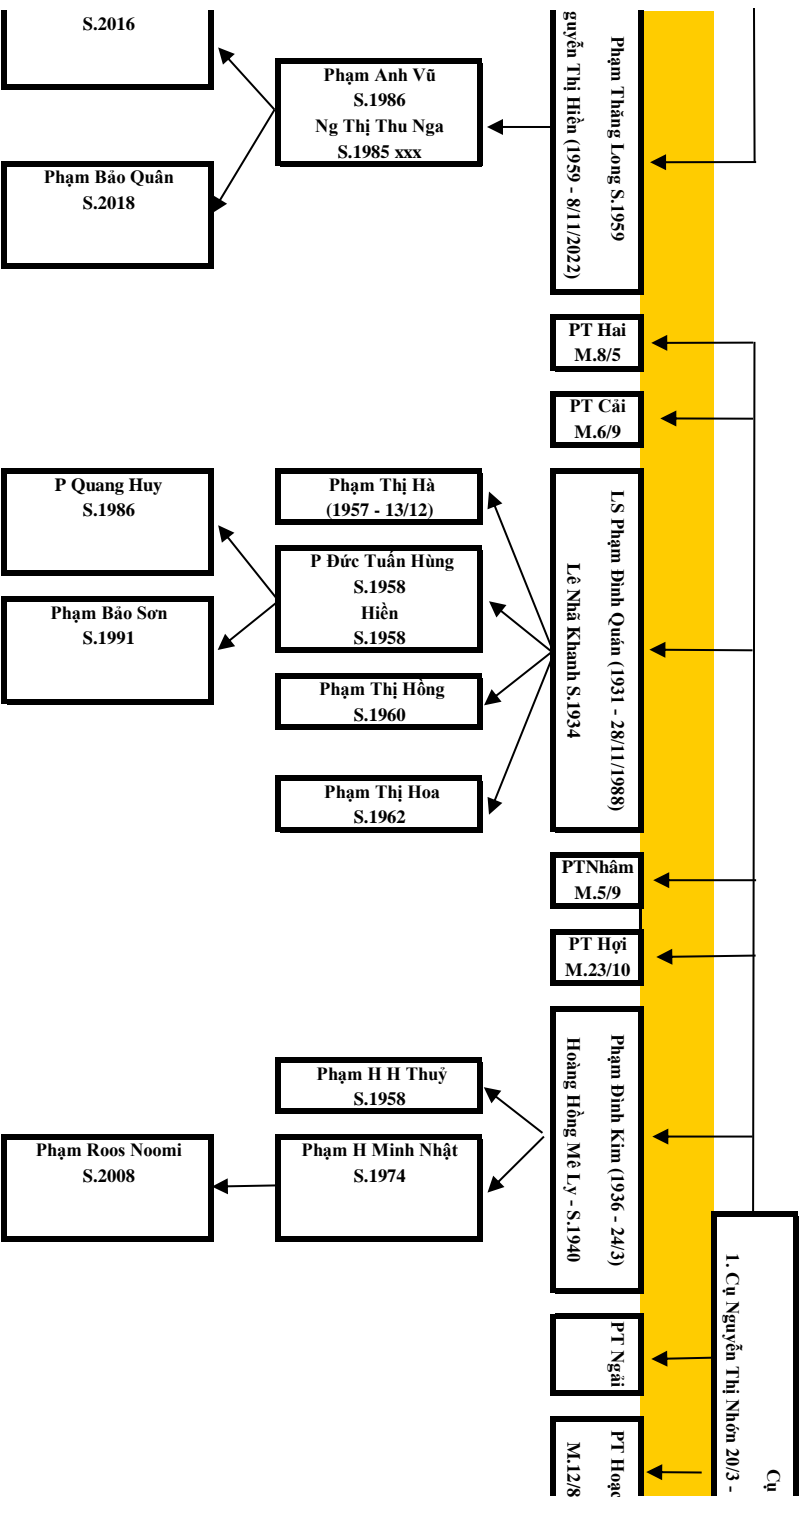 S.2016
Phạm Anh Vũ
S.1986
Ng Thị Thu Nga
S.1985 xxx
Phạm Thăng Long S.1959
guyễn Thị Hiền (1959 - 8/11/2022)
Phạm Bảo Quân
S.2018
PT Hai
M.8/5
PT Cải
M.6/9
P Quang Huy
S.1986
Phạm Bảo Sơn
S.1991
Phạm Thị Hà
(1957 - 13/12)
P Đức Tuấn Hùng
S.1958
Hiền
S.1958
Phạm Thị Hồng
S.1960
Phạm Thị Hoa
S.1962
LS Phạm Đình Quán (1931 - 28/11/1988)
Lê Nhã Khanh S.1934
PTNhâm
M.5/9
PT Hợi
M.23/10
Phạm H H Thuỷ
S.1958
Phạm H Minh Nhật
S.1974
Phạm Roos Noomi
S.2008
Phạm Đình Kim (1936 - 24/3)
Hoàng Hồng Mê Ly - S.1940
PT Ngải
PT Hoạc
M.12/8
Cụ
1. Cụ Nguyễn Thị Nhớn 20/3 -